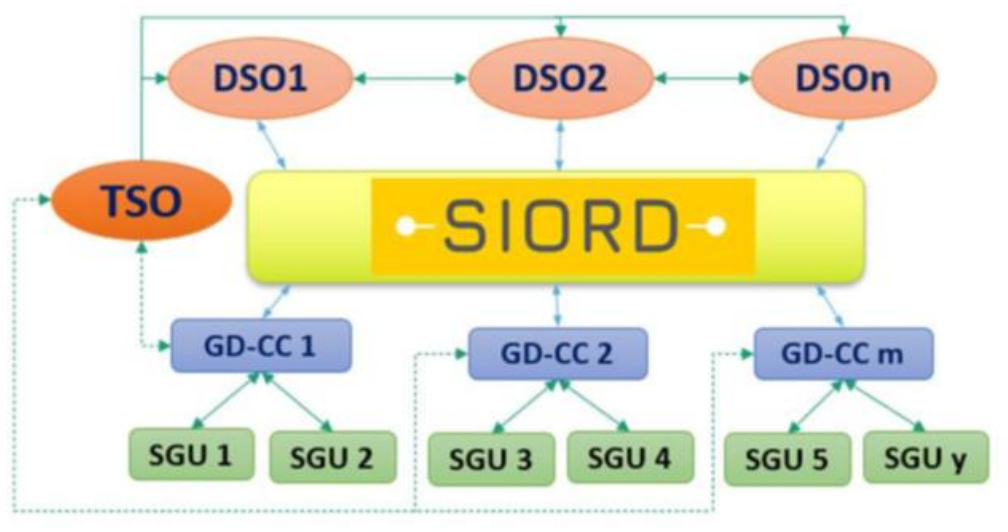 DSO1
DSO2
DSOn
TSO
SIORD
GD-CC 1
GD-CC 2
GD-CC m
SGU 1
SGU 2
SGU 3
SGU 4
SGU 5
SGU y